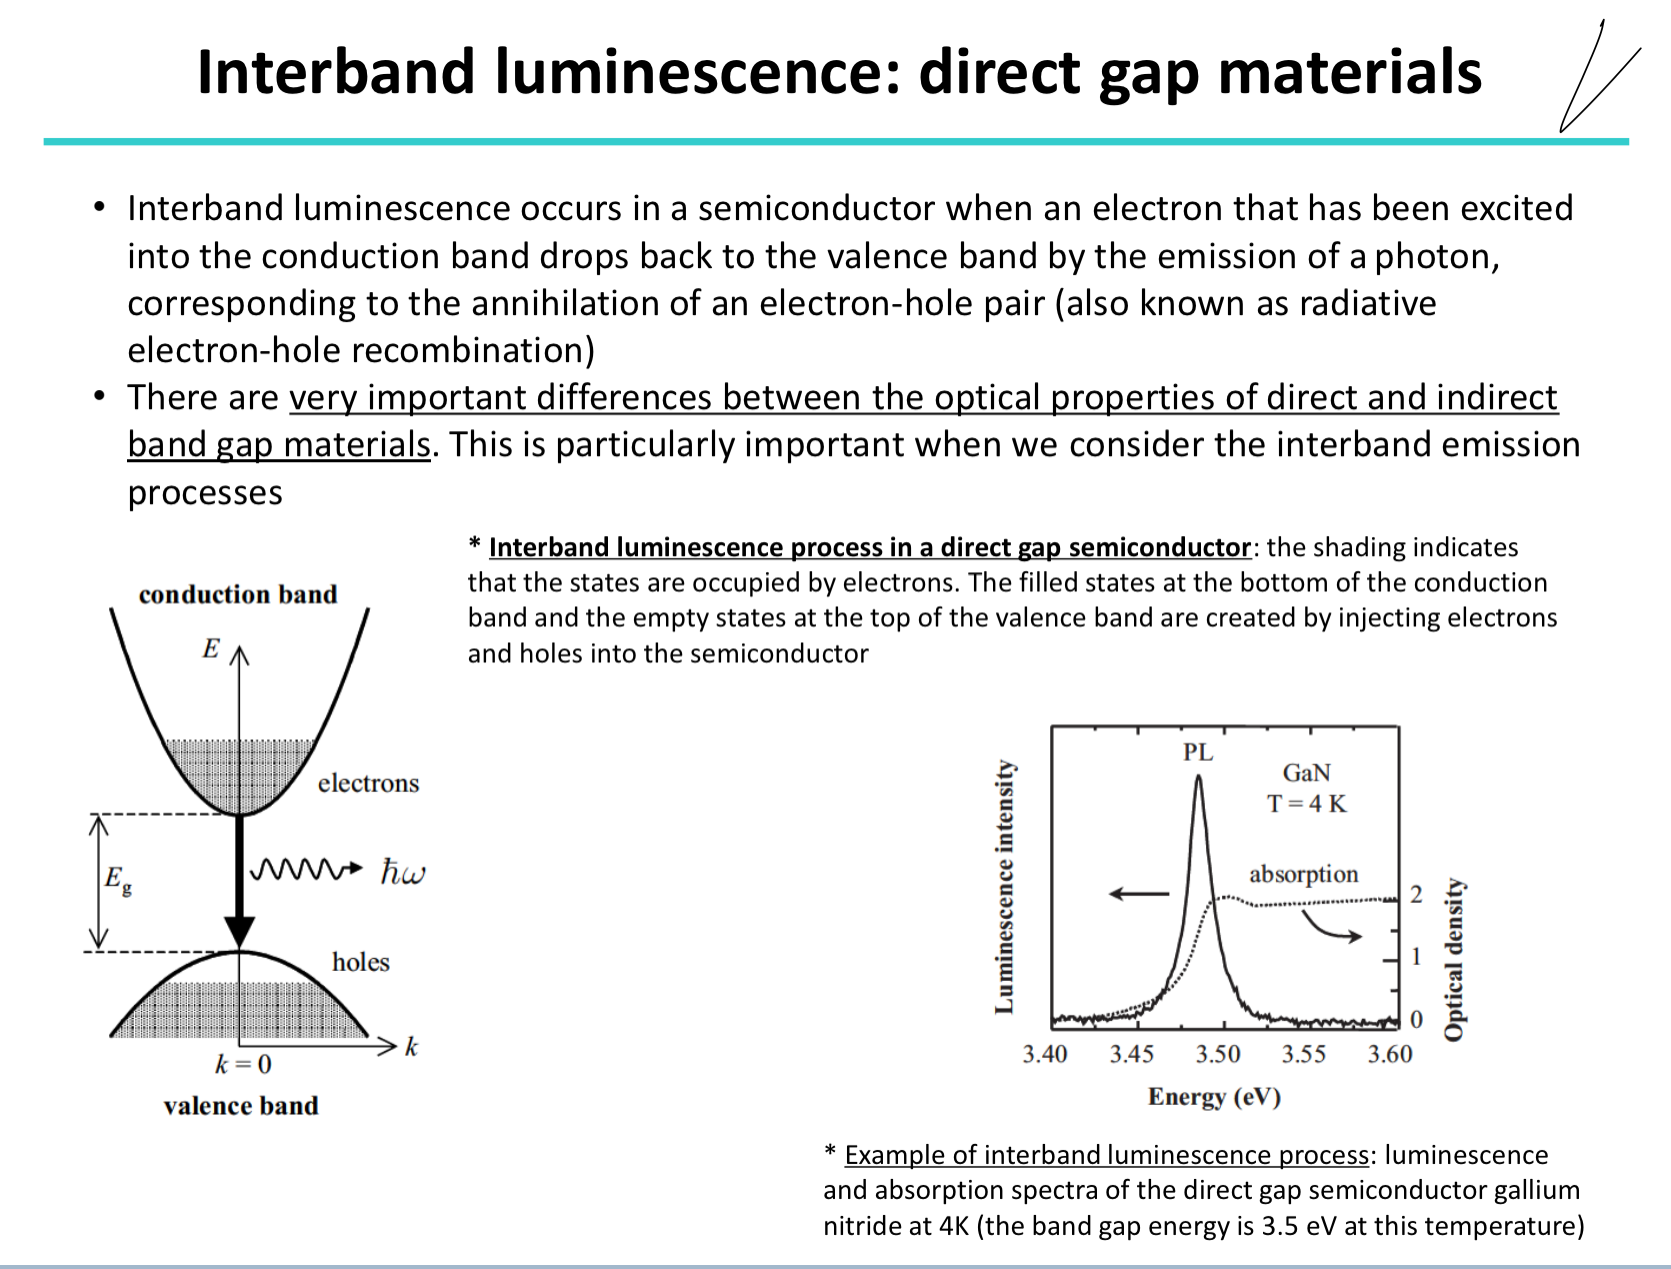 Interband luminescence: direct gap materials
• Interband luminescence occurs in a semiconductor when an electron that has been excited
into the conduction band drops back to the valence band by the emission of a photon,
corresponding to the annihilation of an electron-hole pair (also known as radiative
electron-hole recombination)
• There are very important differences between the optical properties of direct and indirect
band gap materials. This is particularly important when we consider the interband emission
processes
* Interband luminescence process in a direct gap semiconductor: the shading indicates
that the states are occupied by electrons. The filled states at the bottom of the conduction
band and the empty states at the top of the valence band are created by injecting electrons
and holes into the semiconductor
conduction band
E
electrons
Eg
ħω
holes
k
k = 0
valence band
Luminescence intensity
PL
GaN
T = 4 K
absorption
2
1
0
Optical density
3.40 3.45 3.50 3.55 3.60
Energy (eV)
* Example of interband luminescence process: luminescence
and absorption spectra of the direct gap semiconductor gallium
nitride at 4K (the band gap energy is 3.5 eV at this temperature)